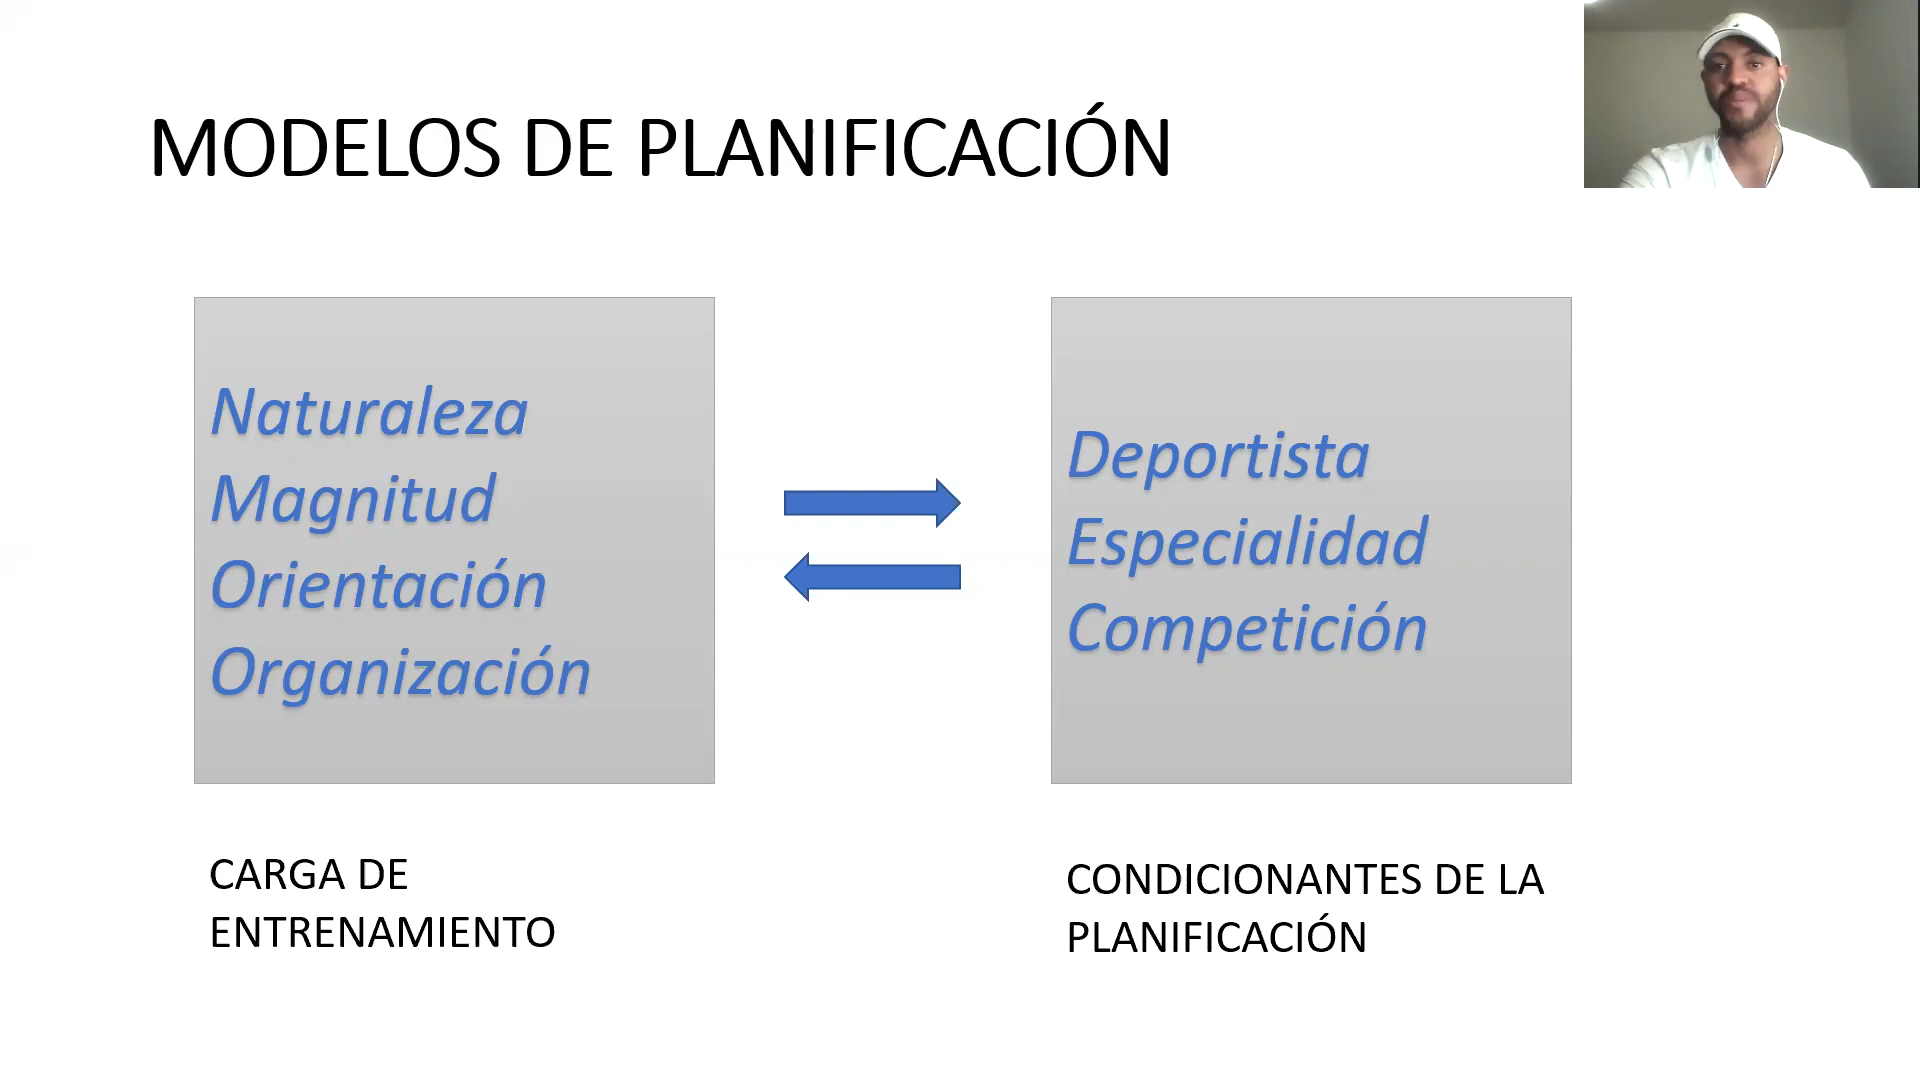 MODELOS DE PLANIFICACIÓN
Naturaleza
Magnitud
Orientación
Organización
Deportista
Especialidad
Competición
CARGA DE
ENTRENAMIENTO
CONDICIONANTES DE LA
PLANIFICACIÓN